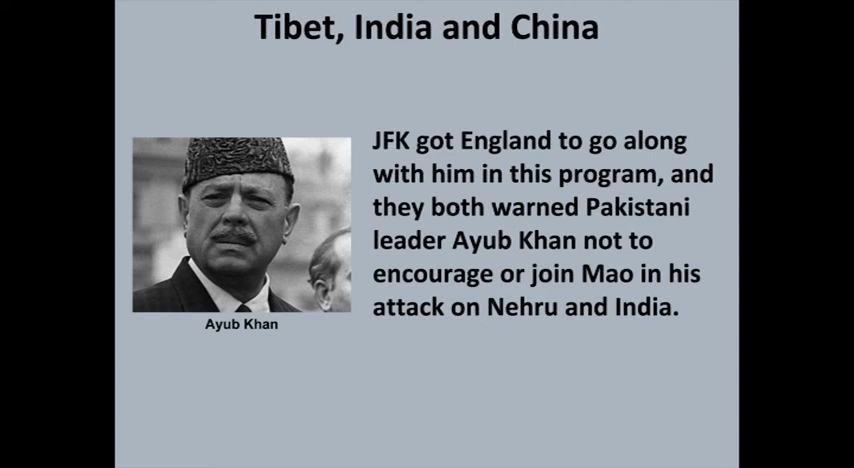 Tibet, India and China
JFK got England to go along
with him in this program, and
they both warned Pakistani
leader Ayub Khan not to
encourage or join Mao in his
attack on Nehru and India.
Ayub Khan